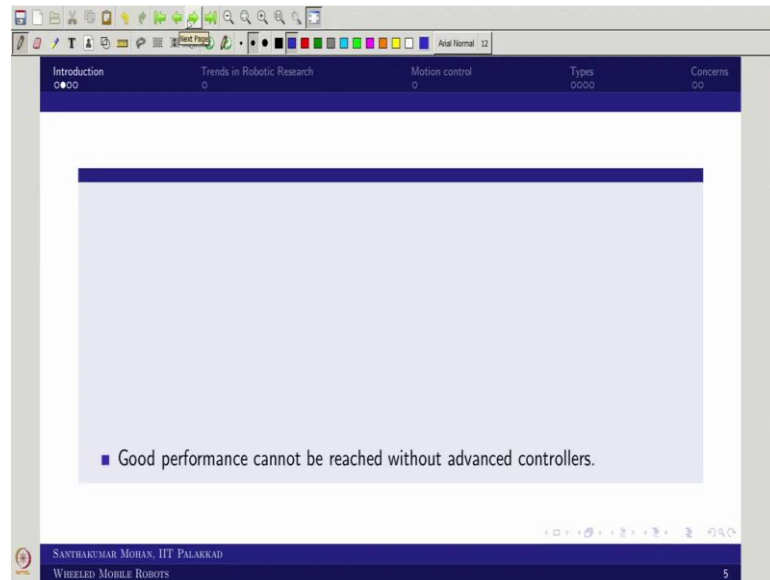 Next Page
Arial Normal 12
Introduction Trends in Robotic Research Motion control Types Concerns
Good performance cannot be reached without advanced controllers.
SANTHAKUMAR MOHAN, IIT PALAKKAD
WHEELED MOBILE ROBOTS 5